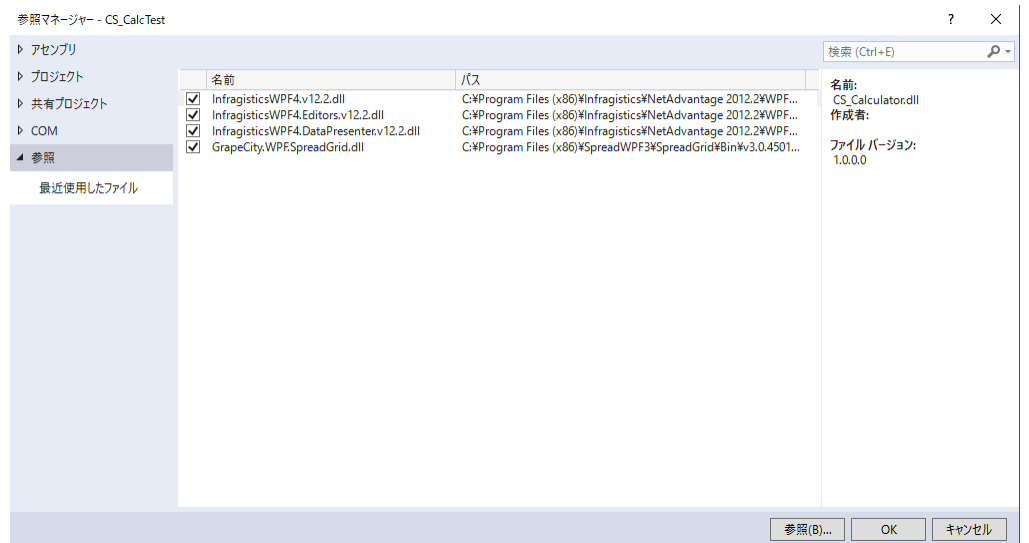 参照マネージャー - CS_CalcTest
? ×
アセンブリ
プロジェクト
共有プロジェクト
COM
参照
最近使用したファイル
名前 パス
InfragisticsWPF4.v12.2.dll C:¥Program Files (x86)¥Infragistics¥NetAdvantage 2012.2¥WPF...
InfragisticsWPF4.Editors.v12.2.dll C:¥Program Files (x86)¥Infragistics¥NetAdvantage 2012.2¥WPF...
InfragisticsWPF4.DataPresenter.v12.2.dll C:¥Program Files (x86)¥Infragistics¥NetAdvantage 2012.2¥WPF...
GrapeCity.WPF.SpreadGrid.dll C:¥Program Files (x86)¥SpreadWPF3¥SpreadGrid¥Bin¥v3.0.4501...
検索 (Ctrl+E)
名前:
CS_Calculator.dll
作成者:
ファイル バージョン:
1.0.0.0
参照(B)... OK キャンセル